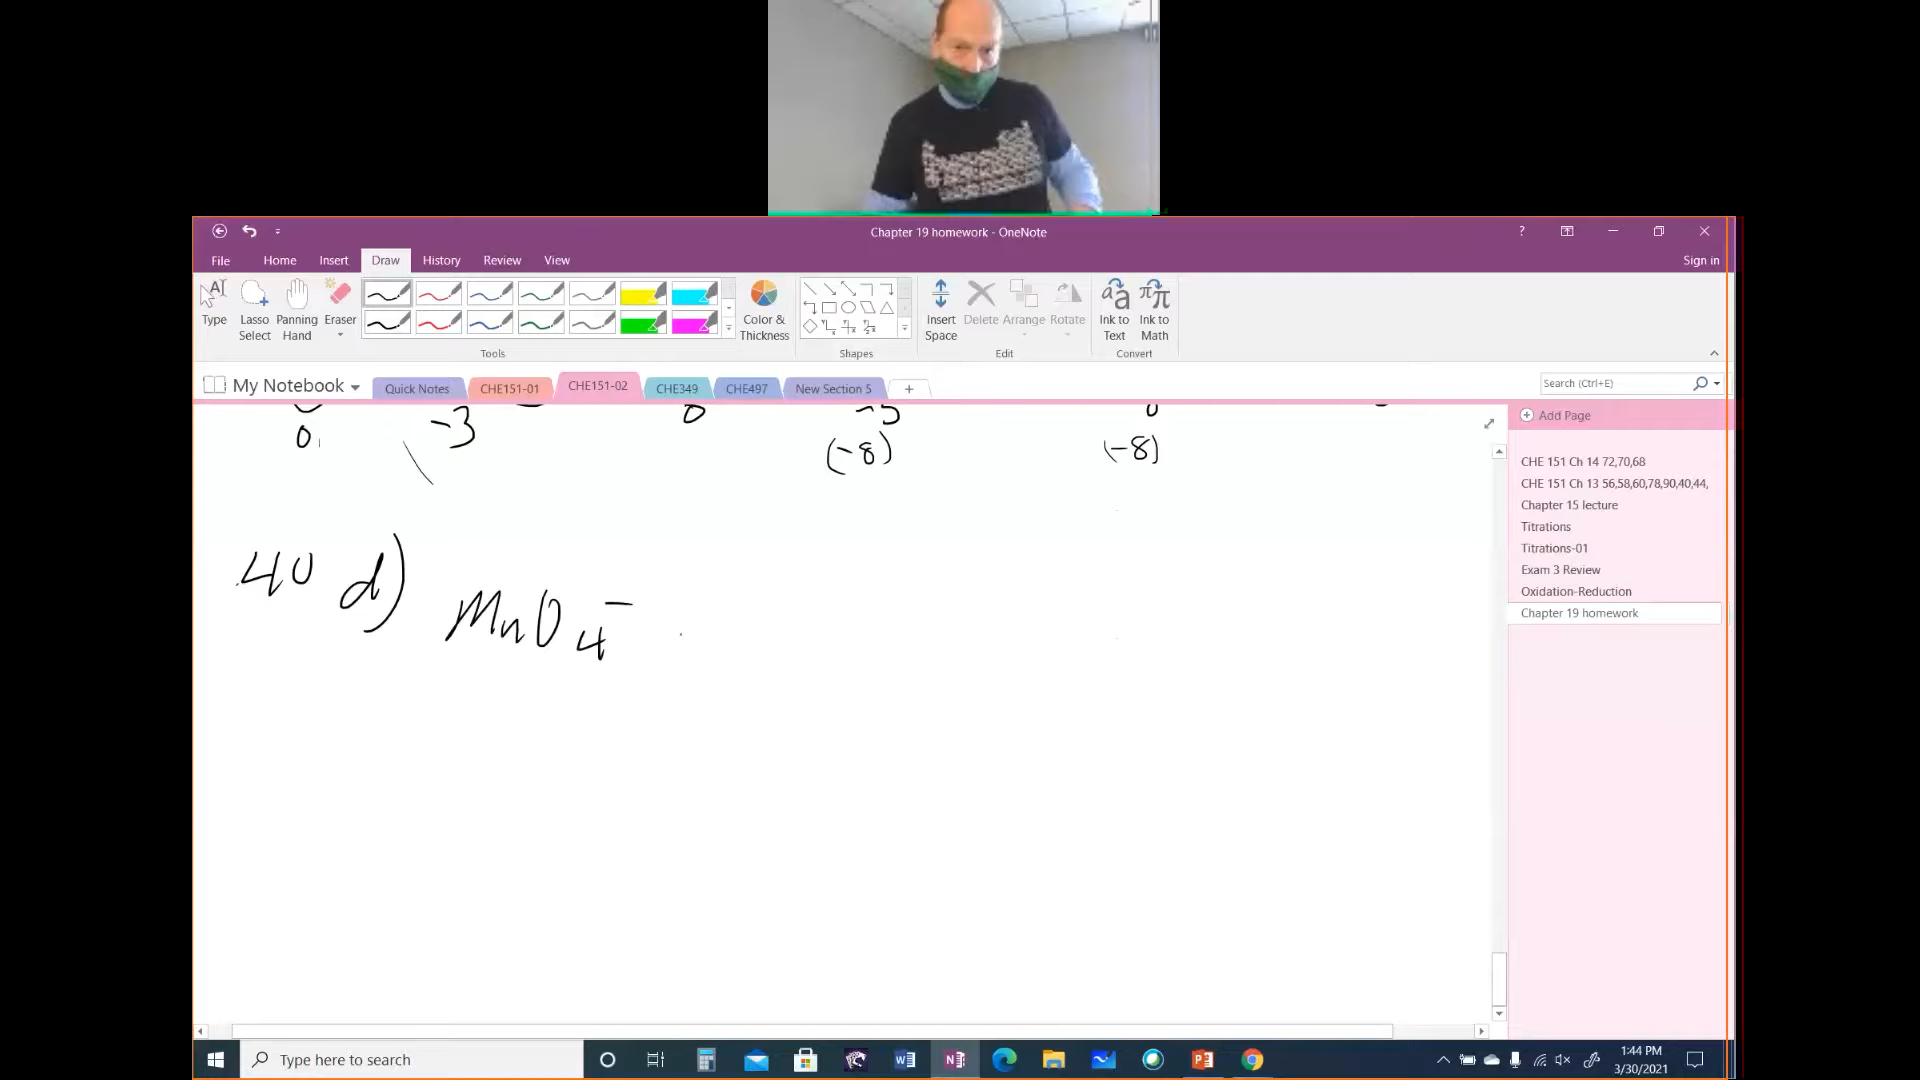 Chapter 19 homework - OneNote
?
File Home Insert Draw History Review View Sign in
Type
Lasso Select
Panning Hand
Eraser
Color & Thickness
Insert Space
Delete
Arrange
Rotate
Ink to Text
Ink to Math
Tools
Shapes
Edit
Convert
My Notebook
Quick Notes
CHE151-01
CHE151-02
CHE349
CHE497
New Section 5
+
Search (Ctrl+E)
Add Page
CHE 151 Ch 14 72,70,68
CHE 151 Ch 13 56,58,60,78,90,40,44,
Chapter 15 lecture
Titrations
Titrations-01
Exam 3 Review
Oxidation-Reduction
Chapter 19 homework
0
-3
(-8)
(-8)
40 d) MnO4⁻
Type here to search
1:44 PM
3/30/2021